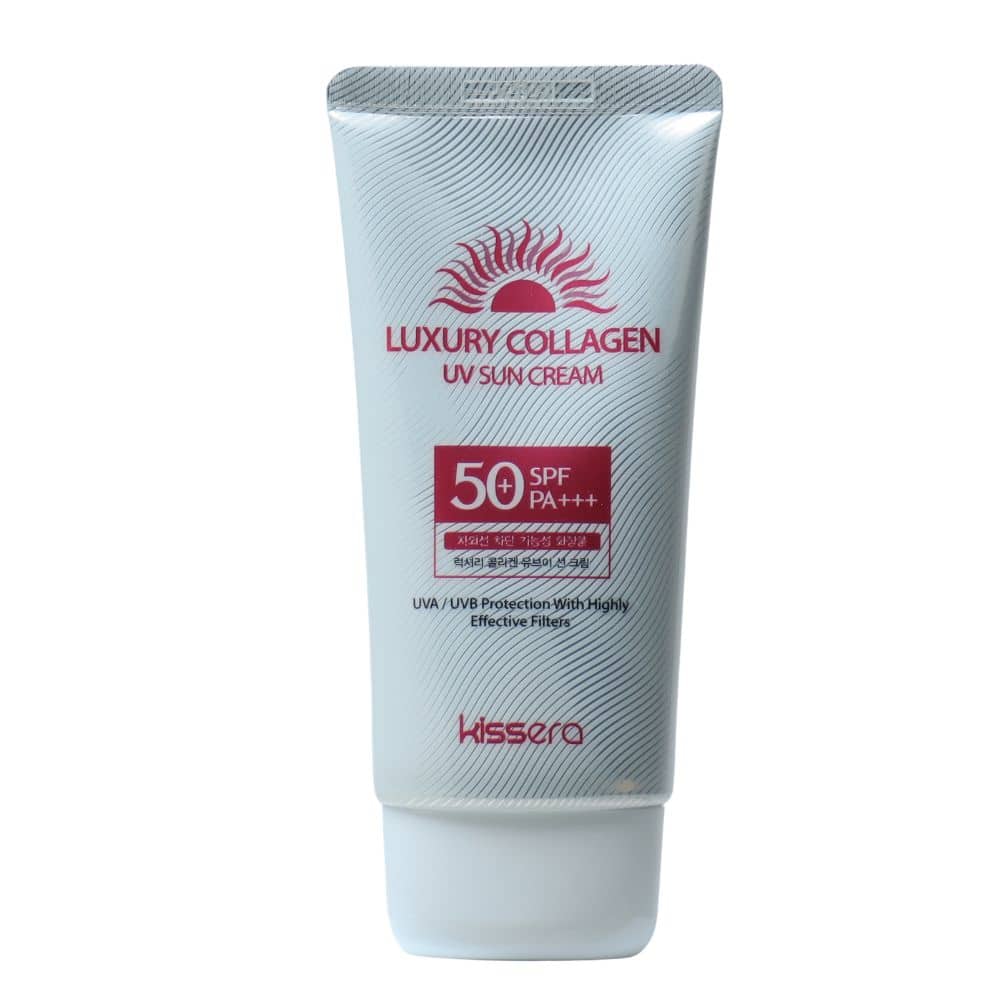 LUXURY COLLAGEN
UV SUN CREAM
50+ SPF
PA+++
자외선 차단 기능성 화장품
럭셔리 콜라겐 유브이 선 크림
UVA / UVB Protection With Highly
Effective Filters
kissera